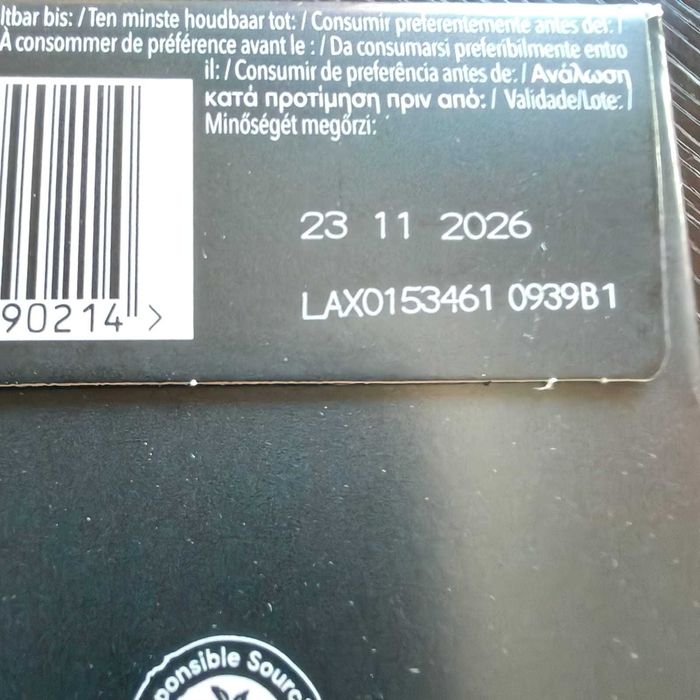 ltbar bis: / Ten minste houdbaar tot: / Consumir preferentemente antes del: /
À consommer de préférence avant le : / Da consumarsi preferibilmente entro
il: / Consumir de preferência antes de: / Ανάλωση
κατά προτίμηση πριν από: / Validade/Lote: /
Minőségét megőrzi:
23 11 2026
LAX0153461 0939B1
90214 >
ponsible Sourc